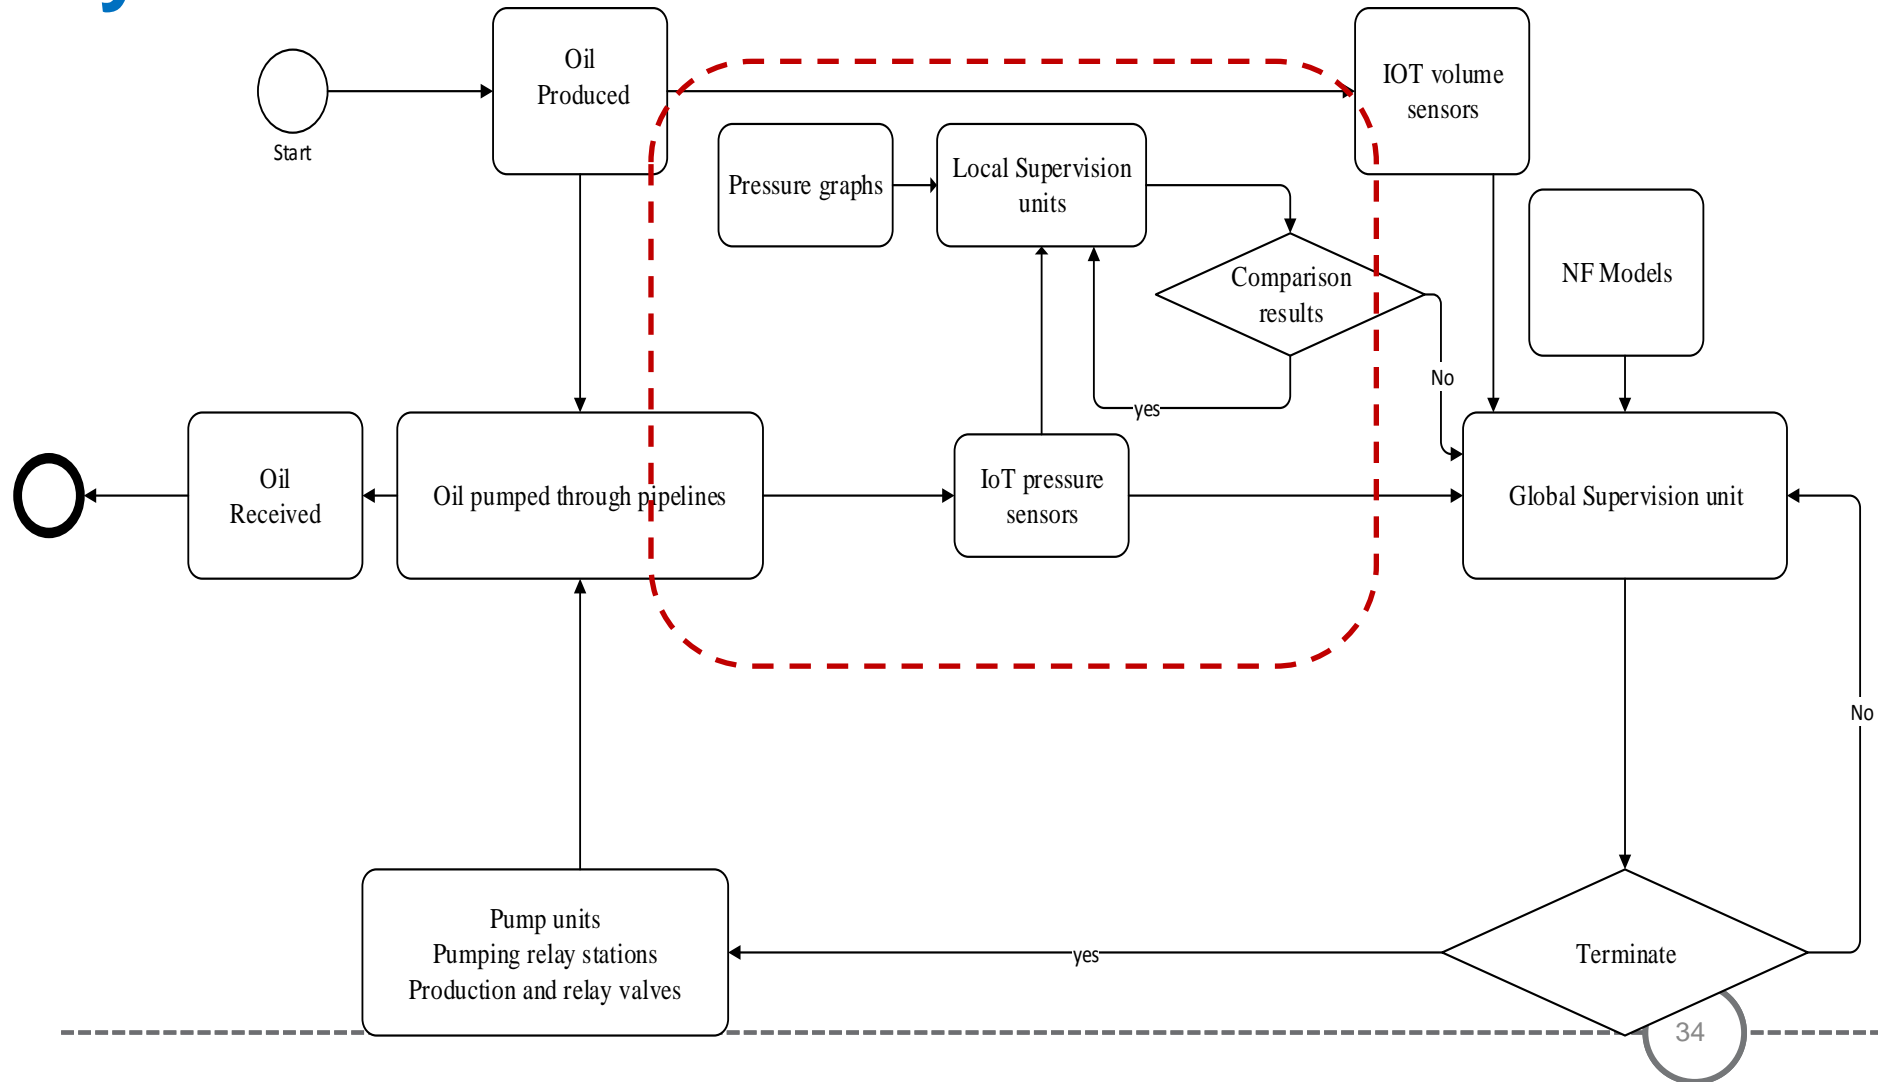 Oil
Produced
IOT volume
sensors
Start
Pressure graphs
Local Supervision
units
Comparison
results
NF Models
No
yes
Oil
Received
Oil pumped through pipelines
IoT pressure
sensors
Global Supervision unit
No
Pump units
Pumping relay stations
Production and relay valves
yes
Terminate
34